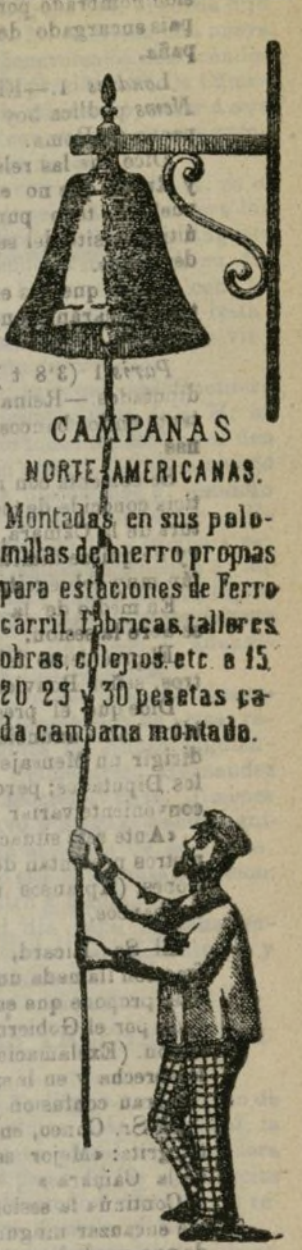 CAMPANAS
NORTE-AMERICANAS.
Montadas en sus palo-
millas de hierro propias
para estaciones de Ferro
carril, Fábricas, talleres,
obras, colegios, etc a 15,
20, 25 y 30 pesetas ca-
da campana montada.